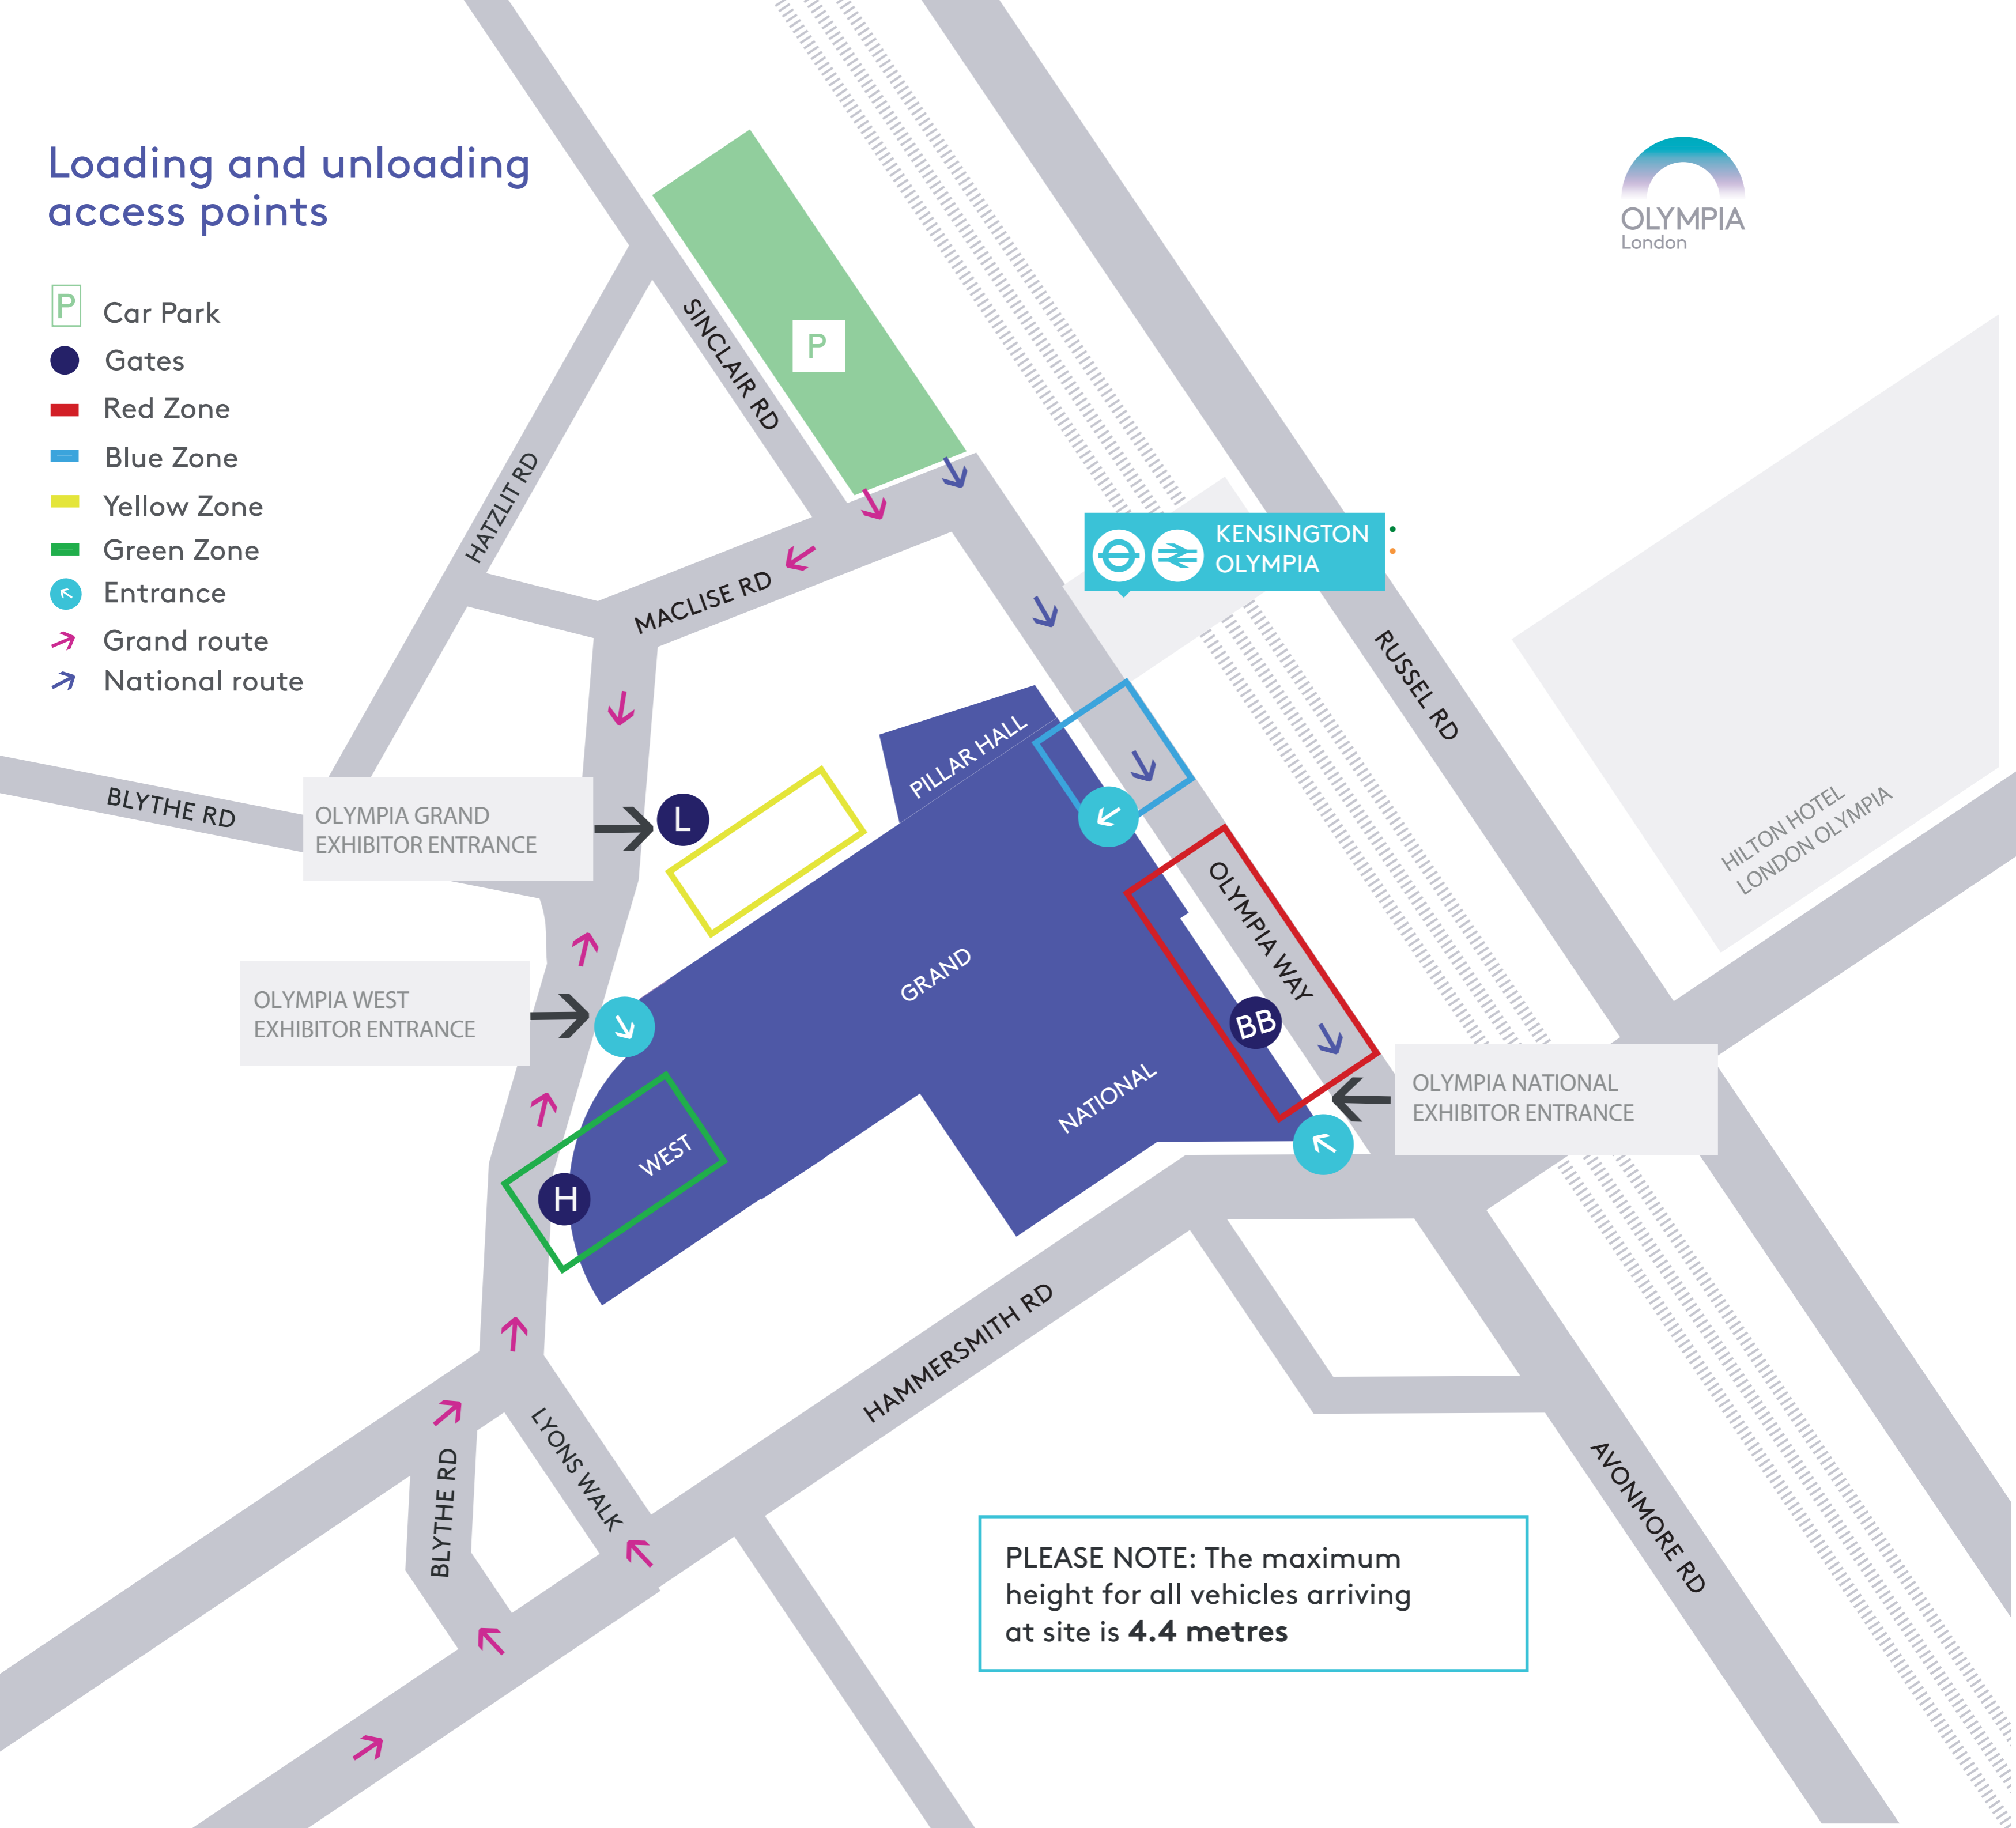 Loading and unloading
access points
P Car Park
Gates
Red Zone
Blue Zone
Yellow Zone
Green Zone
Entrance
Grand route
National route
OLYMPIA
London
P
SINCLAIR RD
HATZLIT RD
MACLISE RD
KENSINGTON
OLYMPIA
RUSSEL RD
HILTON HOTEL
LONDON OLYMPIA
BLYTHE RD
OLYMPIA GRAND
EXHIBITOR ENTRANCE
L
PILLAR HALL
OLYMPIA WAY
GRAND
OLYMPIA WEST
EXHIBITOR ENTRANCE
BB
NATIONAL
OLYMPIA NATIONAL
EXHIBITOR ENTRANCE
WEST
H
HAMMERSMITH RD
LYONS WALK
BLYTHE RD
AVONMORE RD
PLEASE NOTE: The maximum
height for all vehicles arriving
at site is 4.4 metres